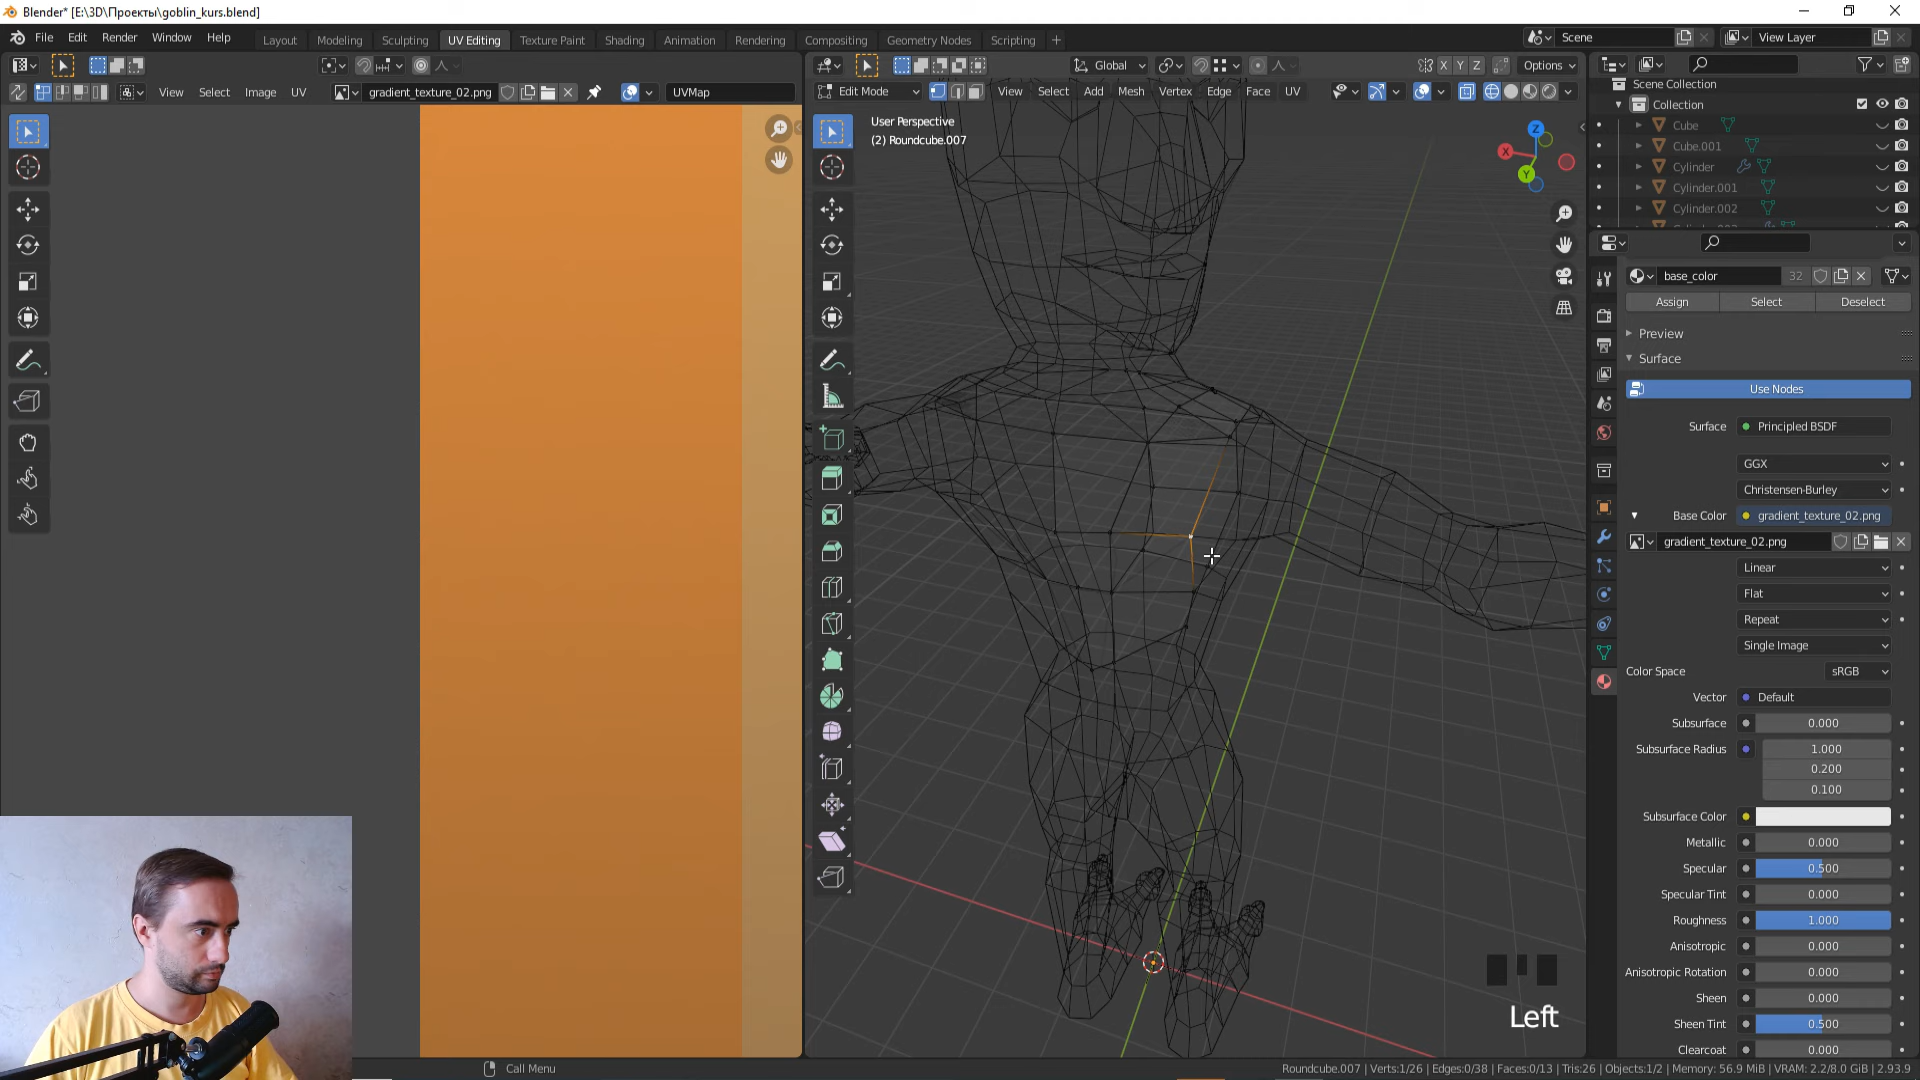 Blender* [E:\3D\Проекты\goblin_kurs.blend]
File Edit Render Window Help
Layout Modeling Sculpting UV Editing Texture Paint Shading Animation Rendering Compositing Geometry Nodes Scripting +
Scene
View Layer
Global
X Y Z
Options
View Select Image UV
gradient_texture_02.png
UVMap
Edit Mode
View Select Add Mesh Vertex Edge Face UV
User Perspective
(2) Roundcube.007
X
Y
Z
Left
Scene Collection
Collection
Cube
Cube.001
Cylinder
Cylinder.001
Cylinder.002
base_color 32
Assign Select Deselect
Preview
Surface
Use Nodes
Surface Principled BSDF
GGX
Christensen-Burley
Base Color gradient_texture_02.png
gradient_texture_02.png
Linear
Flat
Repeat
Single Image
Color Space sRGB
Vector Default
Subsurface 0.000
Subsurface Radius 1.000
0.200
0.100
Subsurface Color
Metallic 0.000
Specular 0.500
Specular Tint 0.000
Roughness 1.000
Anisotropic 0.000
Anisotropic Rotation 0.000
Sheen 0.000
Sheen Tint 0.500
Clearcoat 0.000
Call Menu
Roundcube.007 | Verts:1/26 | Edges:0/38 | Faces:0/13 | Tris:26 | Objects:1/2 | Memory: 56.9 MiB | VRAM: 2.2/8.0 GiB | 2.93.9